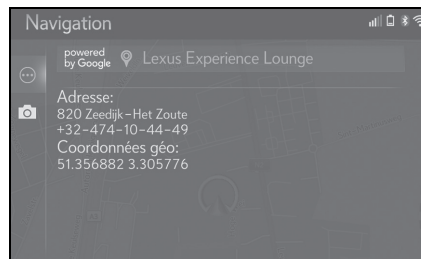 Navigation
powered
by Google
Lexus Experience Lounge
Adresse:
820 Zeedijk-Het Zoute
+32-474-10-44-49
Coordonnées géo:
51.356882 3.305776